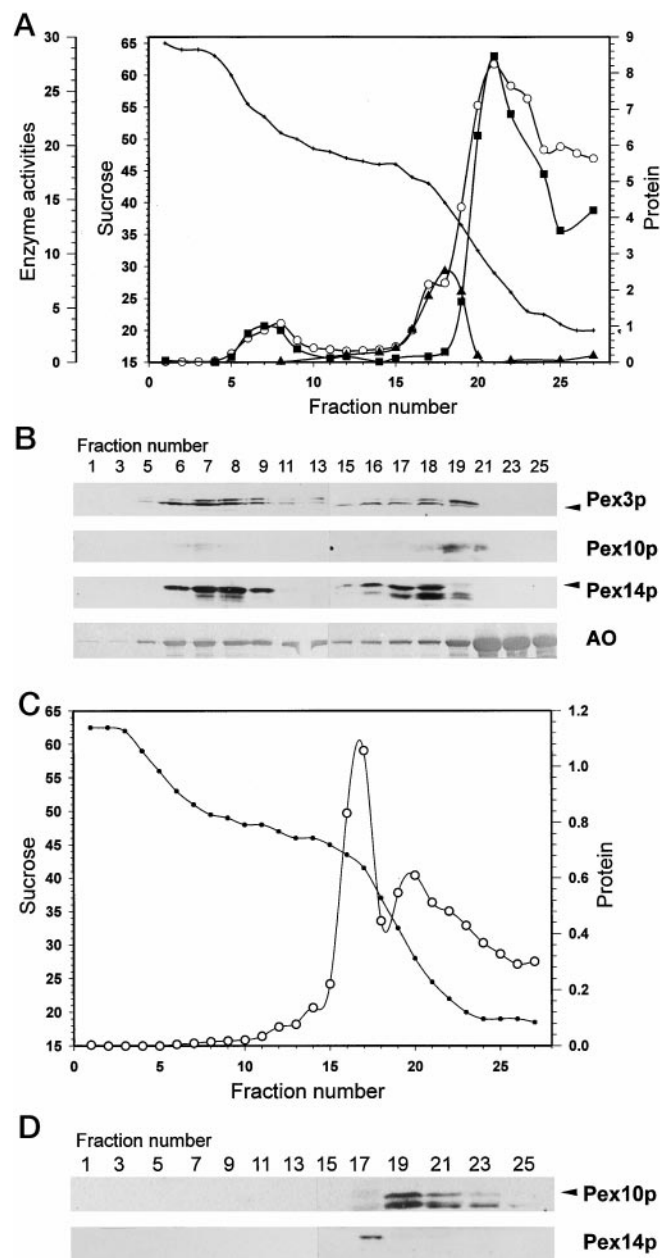 A
Enzyme activities
30
25
20
15
10
5
0
Sucrose
65
60
55
50
45
40
35
30
25
20
15
Protein
9
8
7
6
5
4
3
2
1
0
0 5 10 15 20 25
Fraction number
B
Fraction number
1 3 5 6 7 8 9 11 13 15 16 17 18 19 21 23 25
Pex3p
Pex10p
Pex14p
AO
C
Sucrose
65
60
55
50
45
40
35
30
25
20
15
Protein
1.2
1.0
0.8
0.6
0.4
0.2
0.0
0 5 10 15 20 25
Fraction number
D
Fraction number
1 3 5 7 9 11 13 15 17 19 21 23 25
Pex10p
Pex14p